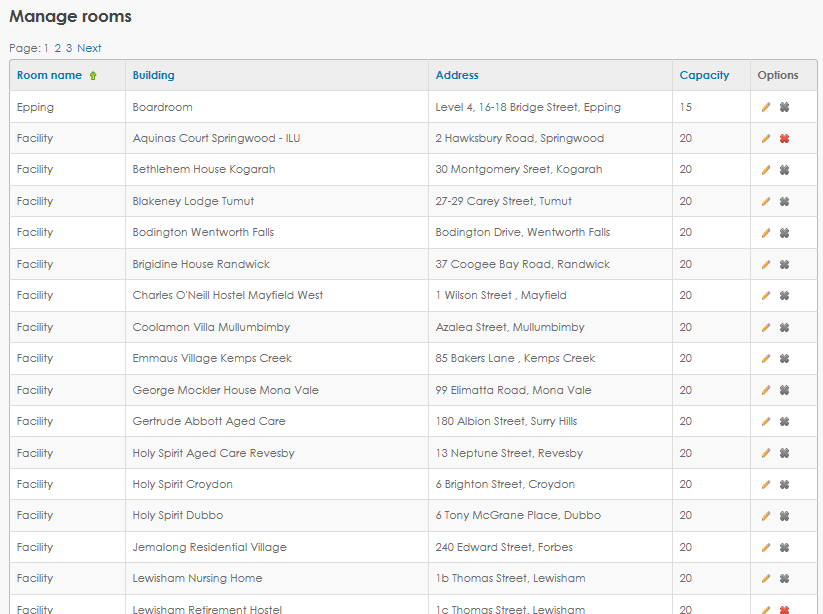 Manage rooms
Page: 1 2 3 Next
Room name Building Address Capacity Options
Epping Boardroom Level 4, 16-18 Bridge Street, Epping 15
Facility Aquinas Court Springwood - ILU 2 Hawksbury Road, Springwood 20
Facility Bethlehem House Kogarah 30 Montgomery Sreet, Kogarah 20
Facility Blakeney Lodge Tumut 27-29 Carey Street, Tumut 20
Facility Bodington Wentworth Falls Bodington Drive, Wentworth Falls 20
Facility Brigidine House Randwick 37 Coogee Bay Road, Randwick 20
Facility Charles O'Neill Hostel Mayfield West 1 Wilson Street , Mayfield 20
Facility Coolamon Villa Mullumbimby Azalea Street, Mullumbimby 20
Facility Emmaus Village Kemps Creek 85 Bakers Lane , Kemps Creek 20
Facility George Mockler House Mona Vale 99 Elimatta Road, Mona Vale 20
Facility Gertrude Abbott Aged Care 180 Albion Street, Surry Hills 20
Facility Holy Spirit Aged Care Revesby 13 Neptune Street, Revesby 20
Facility Holy Spirit Croydon 6 Brighton Street, Croydon 20
Facility Holy Spirit Dubbo 6 Tony McGrane Place, Dubbo 20
Facility Jemalong Residential Village 240 Edward Street, Forbes 20
Facility Lewisham Nursing Home 1b Thomas Street, Lewisham 20
Facility Lewisham Retirement Hostel 1c Thomas Street, Lewisham 20